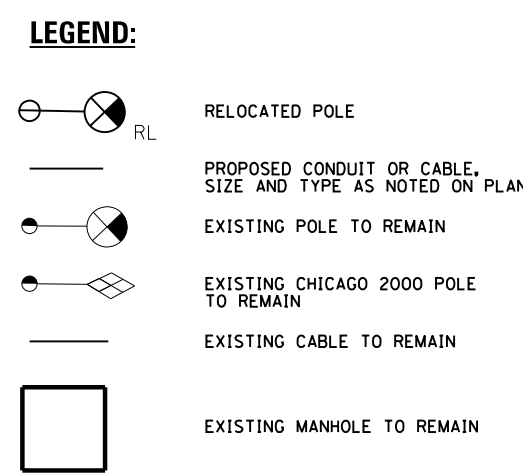 LEGEND:
RL
RELOCATED POLE
PROPOSED CONDUIT OR CABLE,
SIZE AND TYPE AS NOTED ON PLAN
EXISTING POLE TO REMAIN
EXISTING CHICAGO 2000 POLE
TO REMAIN
EXISTING CABLE TO REMAIN
EXISTING MANHOLE TO REMAIN